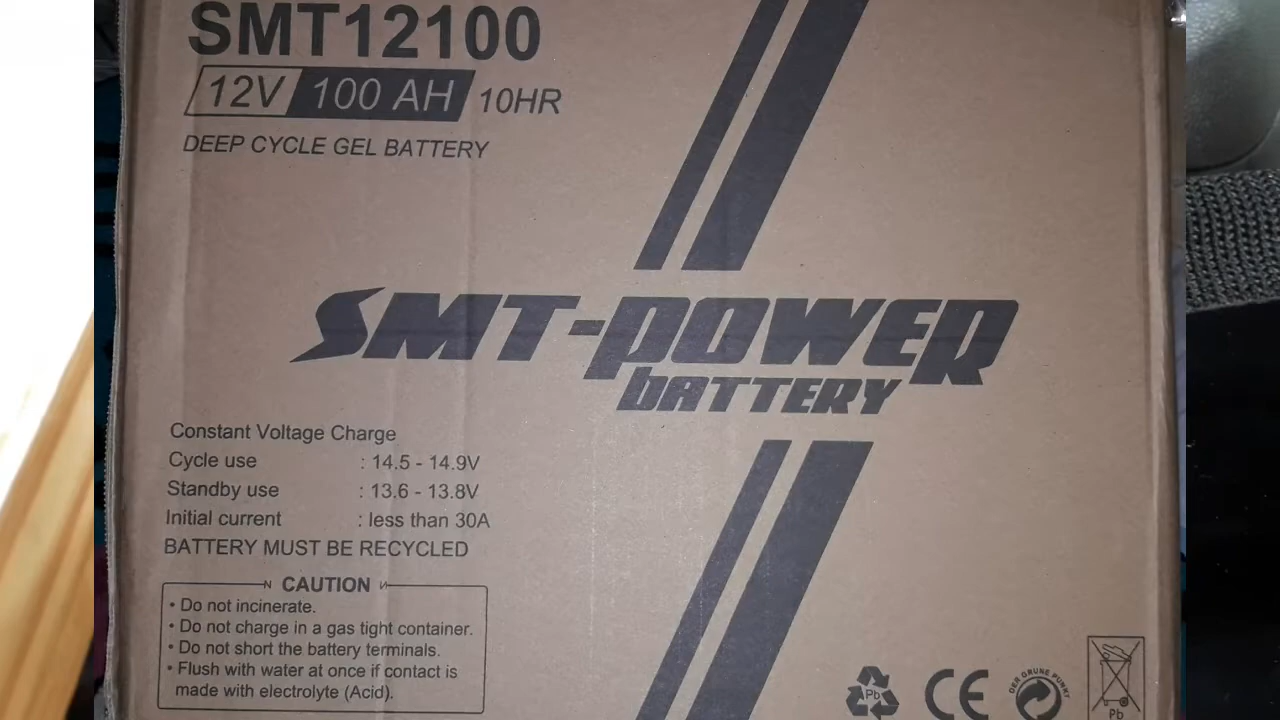 SMT12100
12V 100 AH 10HR
DEEP CYCLE GEL BATTERY
SMT-POWER
BATTERY
Constant Voltage Charge
Cycle use : 14.5 - 14.9V
Standby use : 13.6 - 13.8V
Initial current : less than 30A
BATTERY MUST BE RECYCLED
CAUTION
• Do not incinerate.
• Do not charge in a gas tight container.
• Do not short the battery terminals.
• Flush with water at once if contact is
made with electrolyte (Acid).
Pb
CE
DER GRÜNE PUNKT
Pb